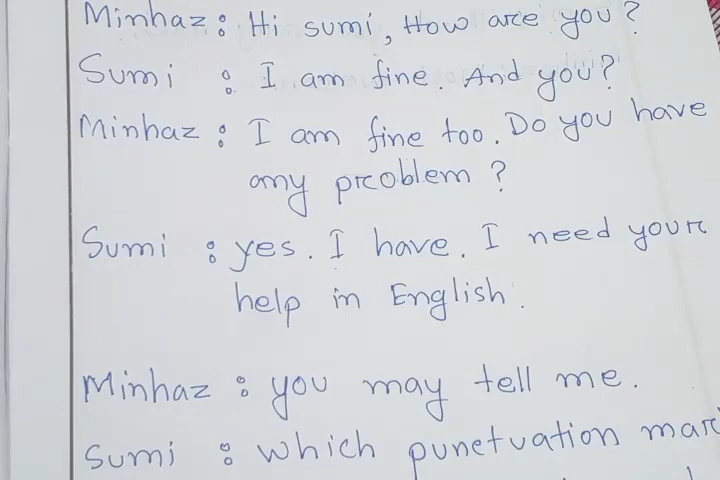 Minhaz : Hi sumi, How are you?
Sumi : I am fine. And you?
Minhaz : I am fine too. Do you have
any problem ?
Sumi : yes. I have. I need your
help in English.
Minhaz : you may tell me.
Sumi : which punctuation